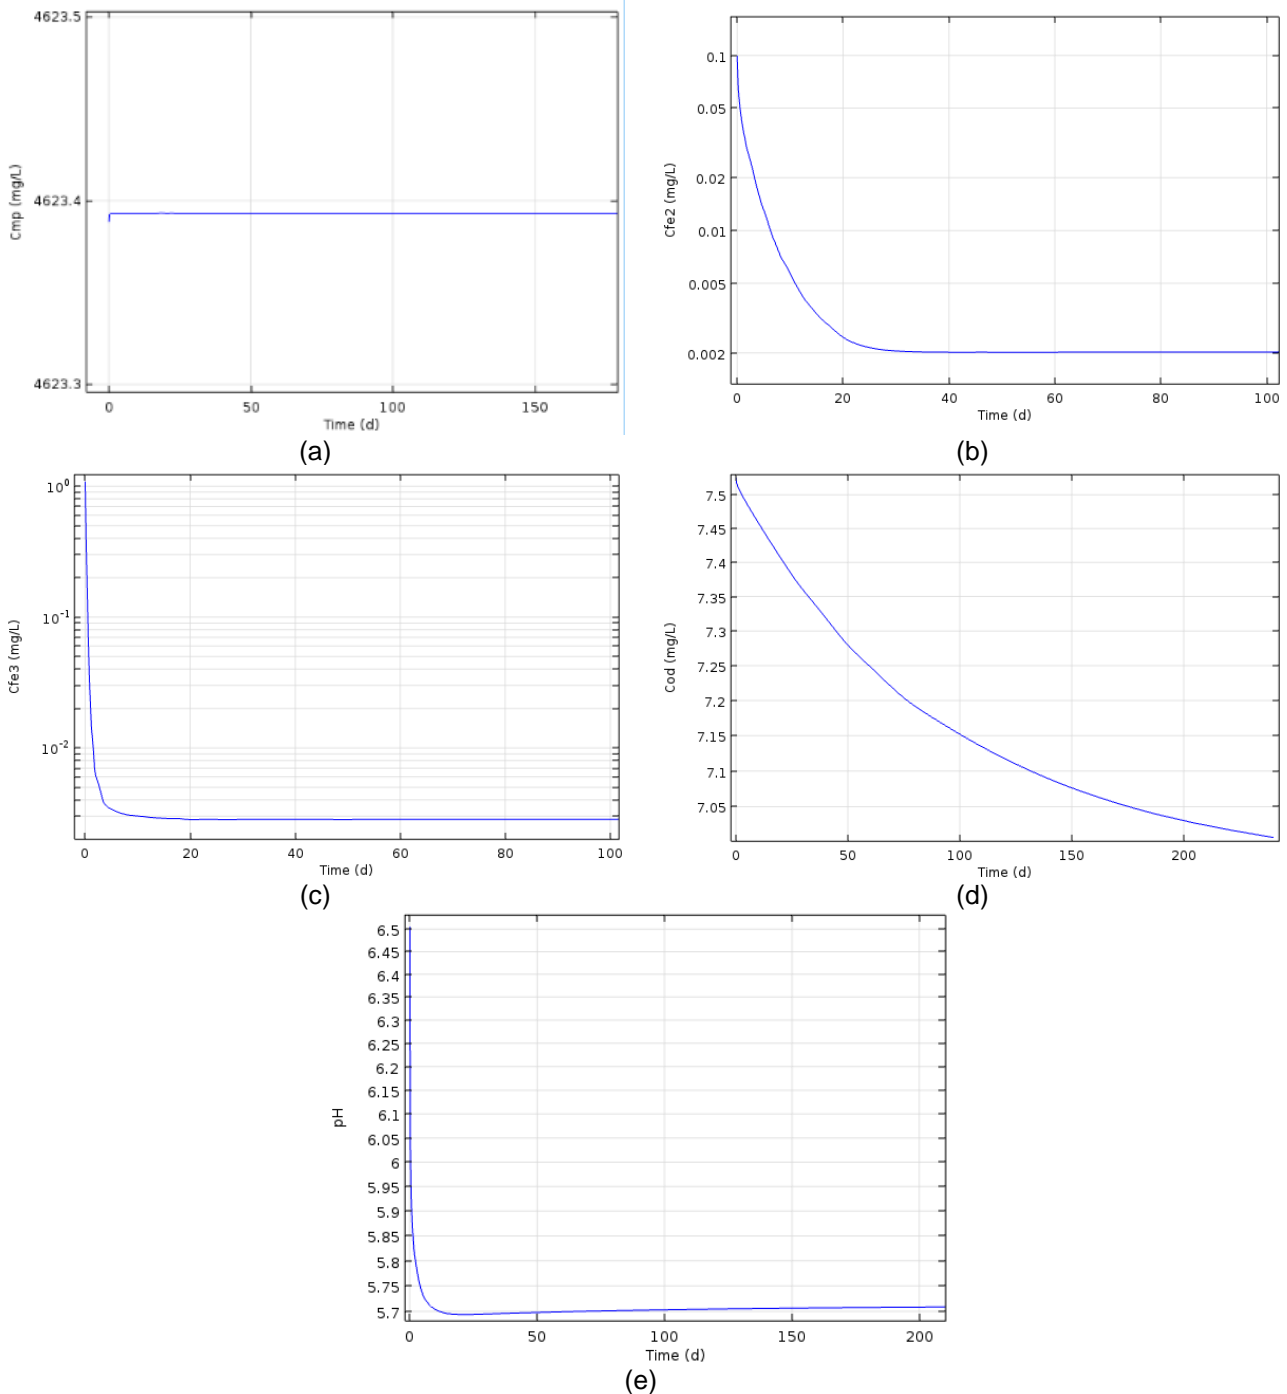 4623.5
4623.4
4623.3
Cmp (mg/L)
0 50 100 150
Time (d)
(a)
0.1
0.05
0.02
0.01
0.005
0.002
Cfe2 (mg/L)
0 20 40 60 80 100
Time (d)
(b)
10⁰
10⁻¹
10⁻²
Cfe3 (mg/L)
0 20 40 60 80 100
Time (d)
(c)
7.5
7.45
7.4
7.35
7.3
7.25
7.2
7.15
7.1
7.05
Cod (mg/L)
0 50 100 150 200
Time (d)
(d)
6.5
6.45
6.4
6.35
6.3
6.25
6.2
6.15
6.1
6.05
6
5.95
5.9
5.85
5.8
5.75
5.7
pH
0 50 100 150 200
Time (d)
(e)